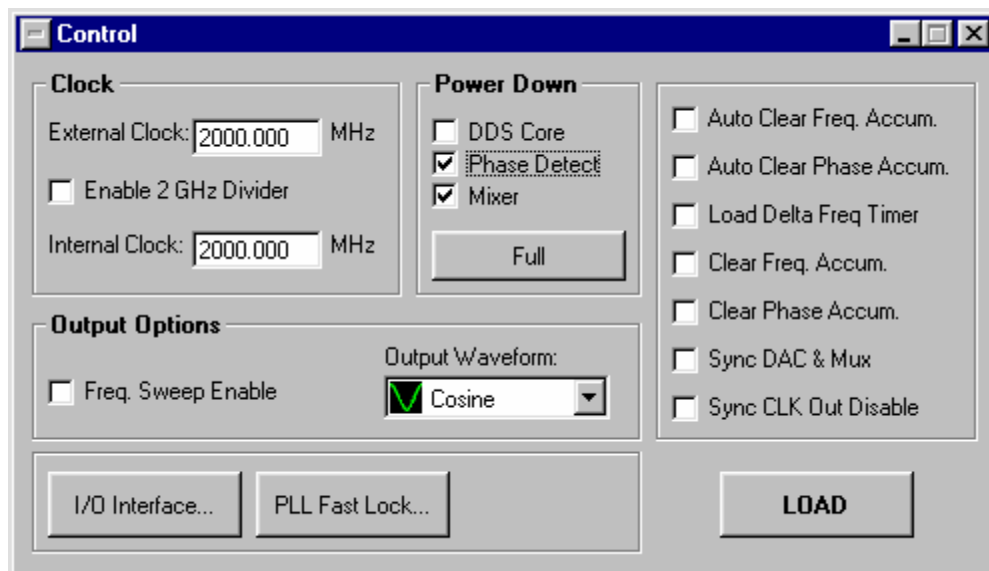 Control
Clock
External Clock: 2000.000 MHz
Enable 2 GHz Divider
Internal Clock: 2000.000 MHz
Power Down
DDS Core
Phase Detect
Mixer
Full
Auto Clear Freq. Accum.
Auto Clear Phase Accum.
Load Delta Freq Timer
Clear Freq. Accum.
Clear Phase Accum.
Sync DAC & Mux
Sync CLK Out Disable
Output Options
Freq. Sweep Enable
Output Waveform:
Cosine
I/O Interface...
PLL Fast Lock...
LOAD